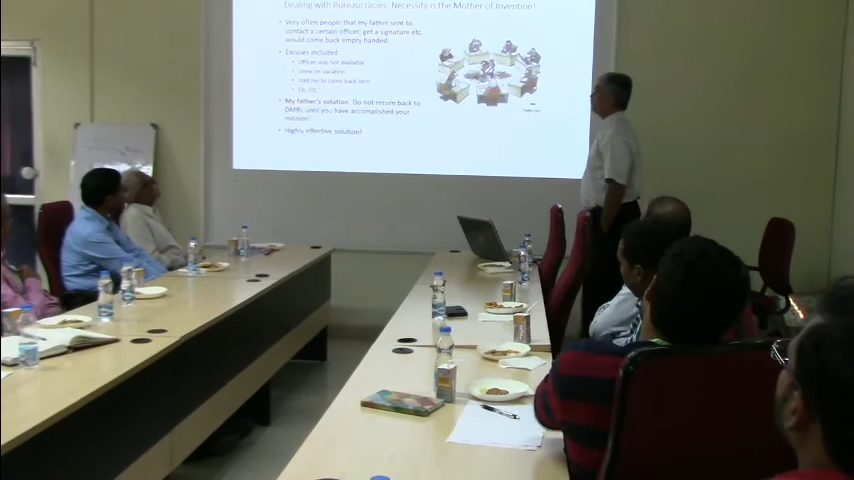 Dealing with Bureaucracies: Necessity is the Mother of Invention!
• Very often people that my father sent to
contact a certain officer, get a signature etc.
would come back empty handed.
• Excuses included
• Officer was not available
• Gone on vacation
• Told me to come back later
• Etc. Etc.
• My father's solution: Do not return back to
DMRL until you have accomplished your
mission!
• Highly effective solution!